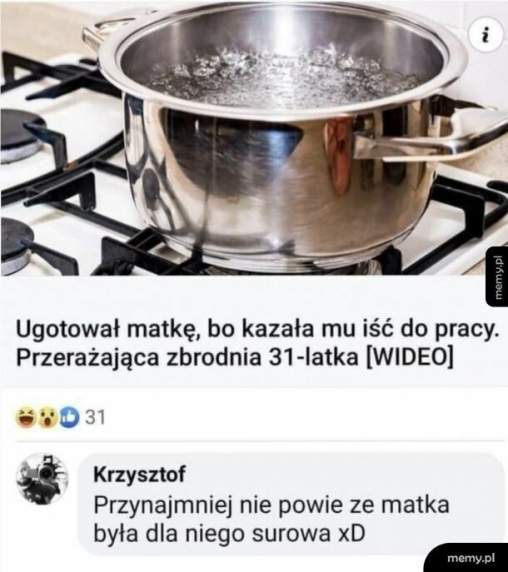 i
memy.pl
Ugotował matkę, bo kazała mu iść do pracy.
Przerażająca zbrodnia 31-latka [WIDEO]
31
Krzysztof
Przynajmniej nie powie ze matka
była dla niego surowa xD
memy.pl